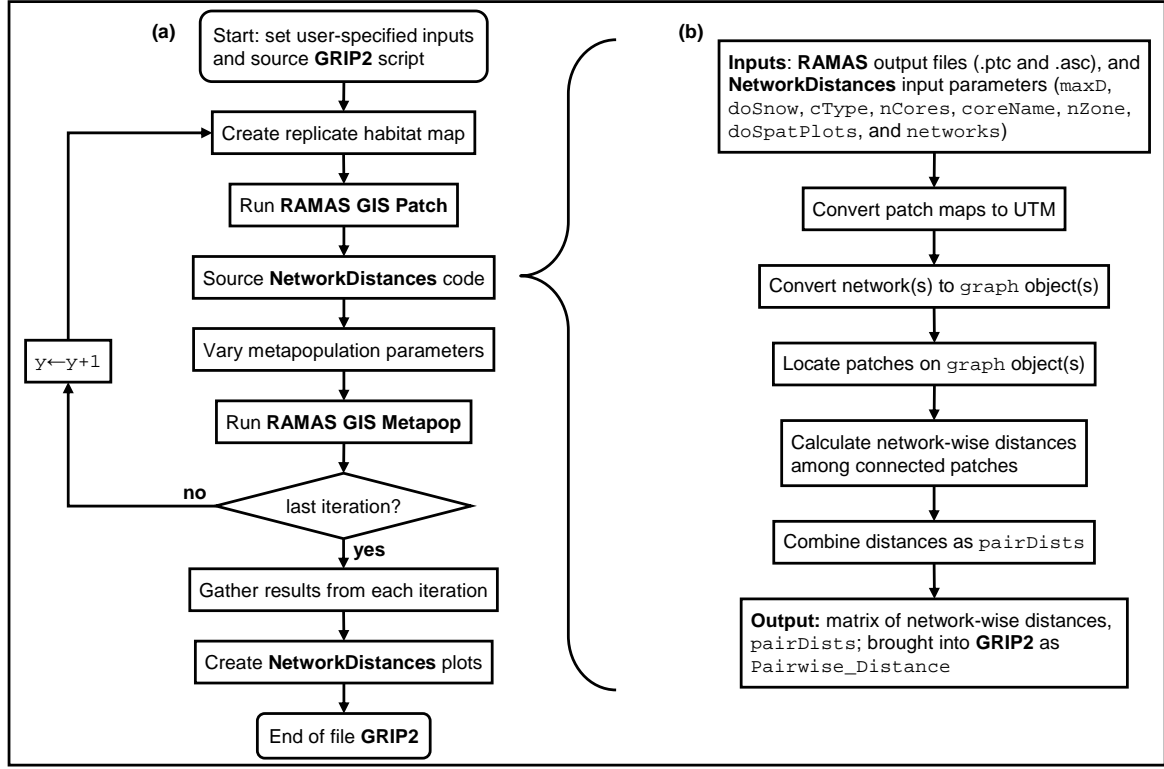 (a)
Start: set user-specified inputs
and source GRIP2 script
Create replicate habitat map
Run RAMAS GIS Patch
Source NetworkDistances code
Vary metapopulation parameters
y←y+1
Run RAMAS GIS Metapop
no
last iteration?
yes
Gather results from each iteration
Create NetworkDistances plots
End of file GRIP2
(b)
Inputs: RAMAS output files (.ptc and .asc), and
NetworkDistances input parameters (maxD,
doSnow, cType, nCores, coreName, nZone,
doSpatPlots, and networks)
Convert patch maps to UTM
Convert network(s) to graph object(s)
Locate patches on graph object(s)
Calculate network-wise distances
among connected patches
Combine distances as pairDists
Output: matrix of network-wise distances,
pairDists; brought into GRIP2 as
Pairwise_Distance